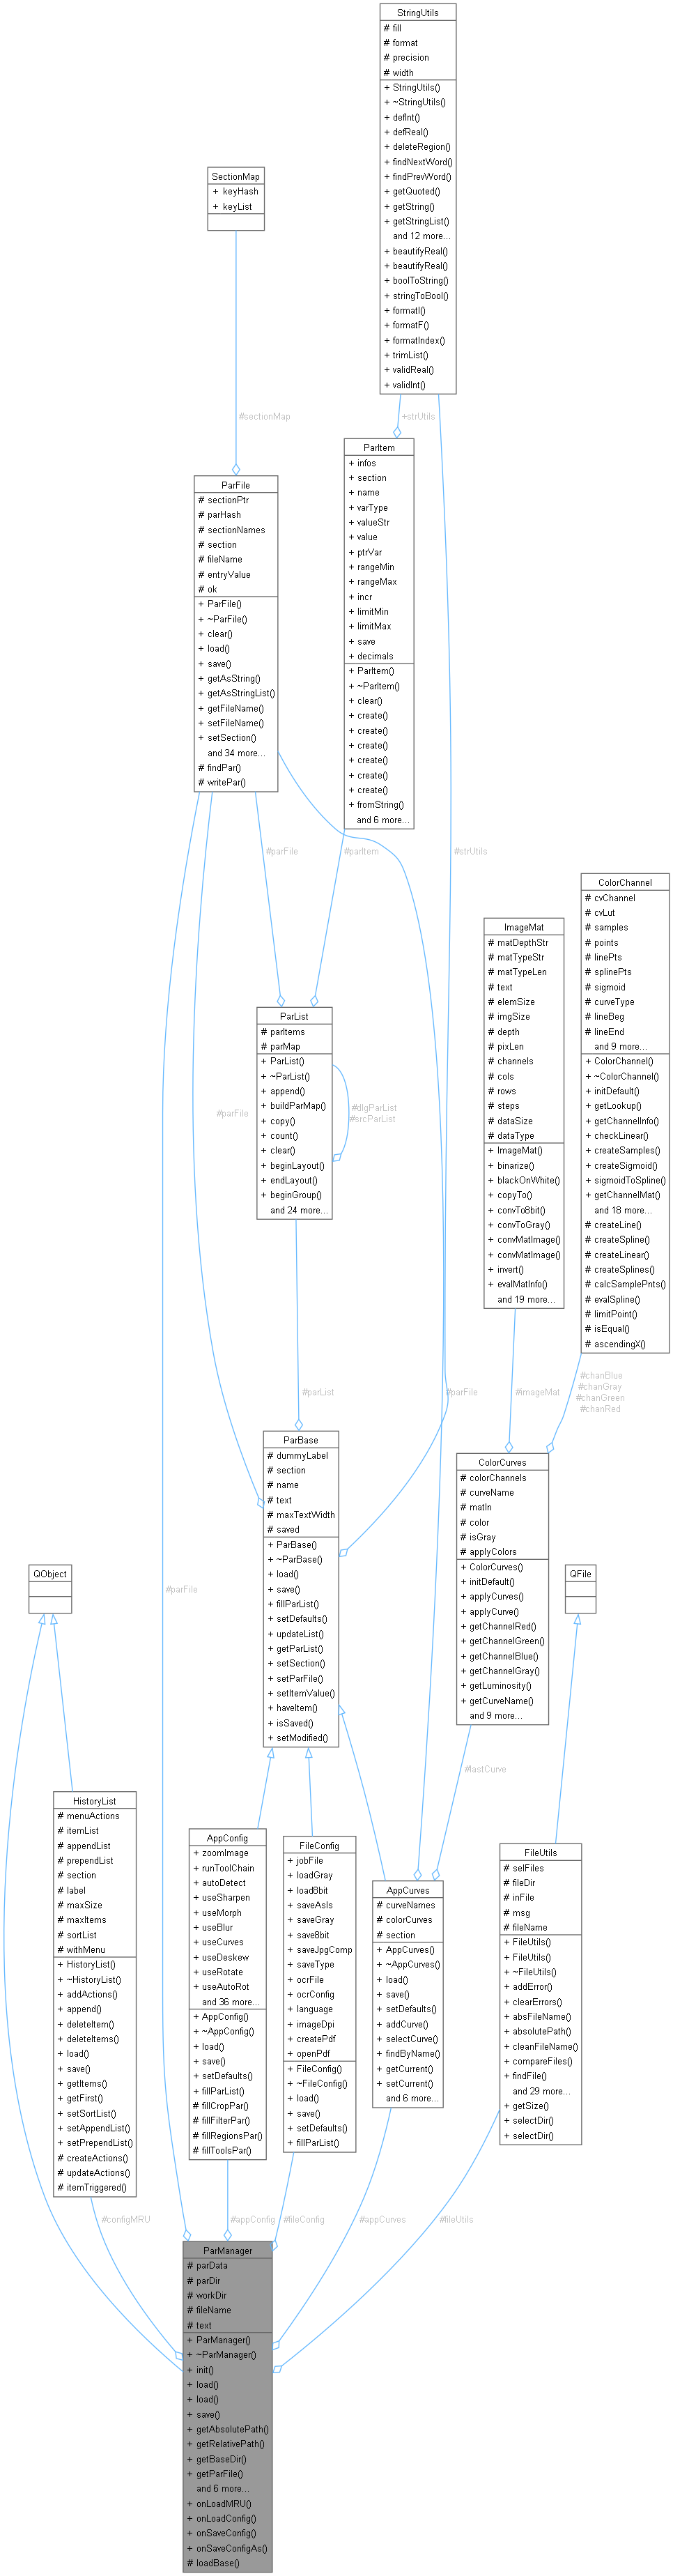 StringUtils
# fill
# format
# precision
# width
+ StringUtils()
+ ~StringUtils()
+ defInt()
+ defReal()
+ deleteRegion()
+ findNextWord()
+ findPrevWord()
+ getQuoted()
+ getString()
+ getStringList()
and 12 more...
+ beautifyReal()
+ beautifyReal()
+ boolToString()
+ stringToBool()
+ formatI()
+ formatF()
+ formatIndex()
+ trimList()
+ validReal()
+ validInt()
SectionMap
+ keyHash
+ keyList
#sectionMap
+strUtils
ParFile
# sectionPtr
# parHash
# sectionNames
# section
# fileName
# entryValue
# ok
+ ParFile()
+ ~ParFile()
+ clear()
+ load()
+ save()
+ getAsString()
+ getAsStringList()
+ getFileName()
+ setFileName()
+ setSection()
and 34 more...
# findPar()
# writePar()
ParItem
+ infos
+ section
+ name
+ varType
+ valueStr
+ value
+ ptrVar
+ rangeMin
+ rangeMax
+ incr
+ limitMin
+ limitMax
+ save
+ decimals
+ ParItem()
+ ~ParItem()
+ clear()
+ create()
+ create()
+ create()
+ create()
+ create()
+ create()
+ fromString()
and 6 more...
#parFile
#parItem
#strUtils
ParList
# parItems
# parMap
+ ParList()
+ ~ParList()
+ append()
+ buildParMap()
+ copy()
+ count()
+ clear()
+ beginLayout()
+ endLayout()
+ beginGroup()
and 24 more...
#dlgParList
#srcParList
#parFile
ImageMat
# matDepthStr
# matTypeStr
# matTypeLen
# text
# elemSize
# imgSize
# depth
# pixLen
# channels
# cols
# rows
# steps
# dataSize
# dataType
+ ImageMat()
+ binarize()
+ blackOnWhite()
+ copyTo()
+ convTo8bit()
+ convToGray()
+ convMatImage()
+ convMatImage()
+ invert()
+ evalMatInfo()
and 19 more...
ColorChannel
# cvChannel
# cvLut
# samples
# points
# linePts
# splinePts
# sigmoid
# curveType
# lineBeg
# lineEnd
and 9 more...
+ ColorChannel()
+ ~ColorChannel()
+ initDefault()
+ getLookup()
+ getChannelInfo()
+ checkLinear()
+ createSamples()
+ createSigmoid()
+ sigmoidToSpline()
+ getChannelMat()
and 18 more...
# createLine()
# createSpline()
# createLinear()
# createSplines()
# calcSamplePnts()
# evalSpline()
# limitPoint()
# isEqual()
# ascendingX()
#parList
#parFile
#imageMat
#chanBlue
#chanGray
#chanGreen
#chanRed
ParBase
# dummyLabel
# section
# name
# text
# maxTextWidth
# saved
+ ParBase()
+ ~ParBase()
+ load()
+ save()
+ fillParList()
+ setDefaults()
+ updateList()
+ getParList()
+ setSection()
+ setParFile()
+ setItemValue()
+ haveItem()
+ isSaved()
+ setModified()
ColorCurves
# colorChannels
# curveName
# matIn
# color
# isGray
# applyColors
+ ColorCurves()
+ initDefault()
+ applyCurves()
+ applyCurve()
+ getChannelRed()
+ getChannelGreen()
+ getChannelBlue()
+ getChannelGray()
+ getLuminosity()
+ getCurveName()
and 9 more...
QObject
QFile
#parFile
#lastCurve
HistoryList
# menuActions
# itemList
# appendList
# prependList
# section
# label
# maxSize
# maxItems
# sortList
# withMenu
+ HistoryList()
+ ~HistoryList()
+ addActions()
+ append()
+ deleteItem()
+ deleteItems()
+ load()
+ save()
+ getItems()
+ getFirst()
+ setSortList()
+ setAppendList()
+ setPrependList()
# createActions()
# updateActions()
# itemTriggered()
AppConfig
+ zoomImage
+ runToolChain
+ autoDetect
+ useSharpen
+ useMorph
+ useBlur
+ useCurves
+ useDeskew
+ useRotate
+ useAutoRot
and 36 more...
+ AppConfig()
+ ~AppConfig()
+ load()
+ save()
+ setDefaults()
+ fillParList()
# fillCropPar()
# fillFilterPar()
# fillRegionsPar()
# fillToolsPar()
FileConfig
+ jobFile
+ loadGray
+ load8bit
+ saveAsIs
+ saveGray
+ save8bit
+ saveJpgComp
+ saveType
+ ocrFile
+ ocrConfig
+ language
+ imageDpi
+ createPdf
+ openPdf
+ FileConfig()
+ ~FileConfig()
+ load()
+ save()
+ setDefaults()
+ fillParList()
AppCurves
# curveNames
# colorCurves
# section
+ AppCurves()
+ ~AppCurves()
+ load()
+ save()
+ setDefaults()
+ addCurve()
+ selectCurve()
+ findByName()
+ getCurrent()
+ setCurrent()
and 6 more...
FileUtils
# selFiles
# fileDir
# inFile
# msg
# fileName
+ FileUtils()
+ FileUtils()
+ ~FileUtils()
+ addError()
+ clearErrors()
+ absFileName()
+ absolutePath()
+ cleanFileName()
+ compareFiles()
+ findFile()
and 29 more...
+ getSize()
+ selectDir()
+ selectDir()
#configMRU
#appConfig
#fileConfig
#appCurves
#fileUtils
ParManager
# parData
# parDir
# workDir
# fileName
# text
+ ParManager()
+ ~ParManager()
+ init()
+ load()
+ load()
+ save()
+ getAbsolutePath()
+ getRelativePath()
+ getBaseDir()
+ getParFile()
and 6 more...
+ onLoadMRU()
+ onLoadConfig()
+ onSaveConfig()
+ onSaveConfigAs()
# loadBase()